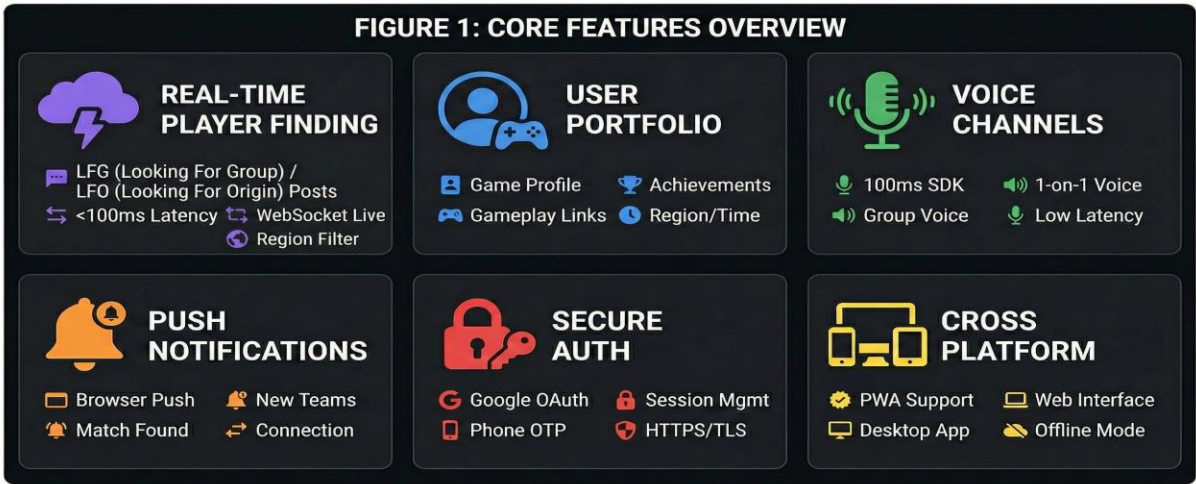 FIGURE 1: CORE FEATURES OVERVIEW
REAL-TIME
PLAYER FINDING
LFG (Looking For Group) /
LFO (Looking For Origin) Posts
<100ms Latency
WebSocket Live
Region Filter
USER
PORTFOLIO
Game Profile
Achievements
Gameplay Links
Region/Time
VOICE
CHANNELS
100ms SDK
1-on-1 Voice
Group Voice
Low Latency
PUSH
NOTIFICATIONS
Browser Push
New Teams
Match Found
Connection
SECURE
AUTH
Google OAuth
Session Mgmt
Phone OTP
HTTPS/TLS
CROSS
PLATFORM
PWA Support
Web Interface
Desktop App
Offline Mode